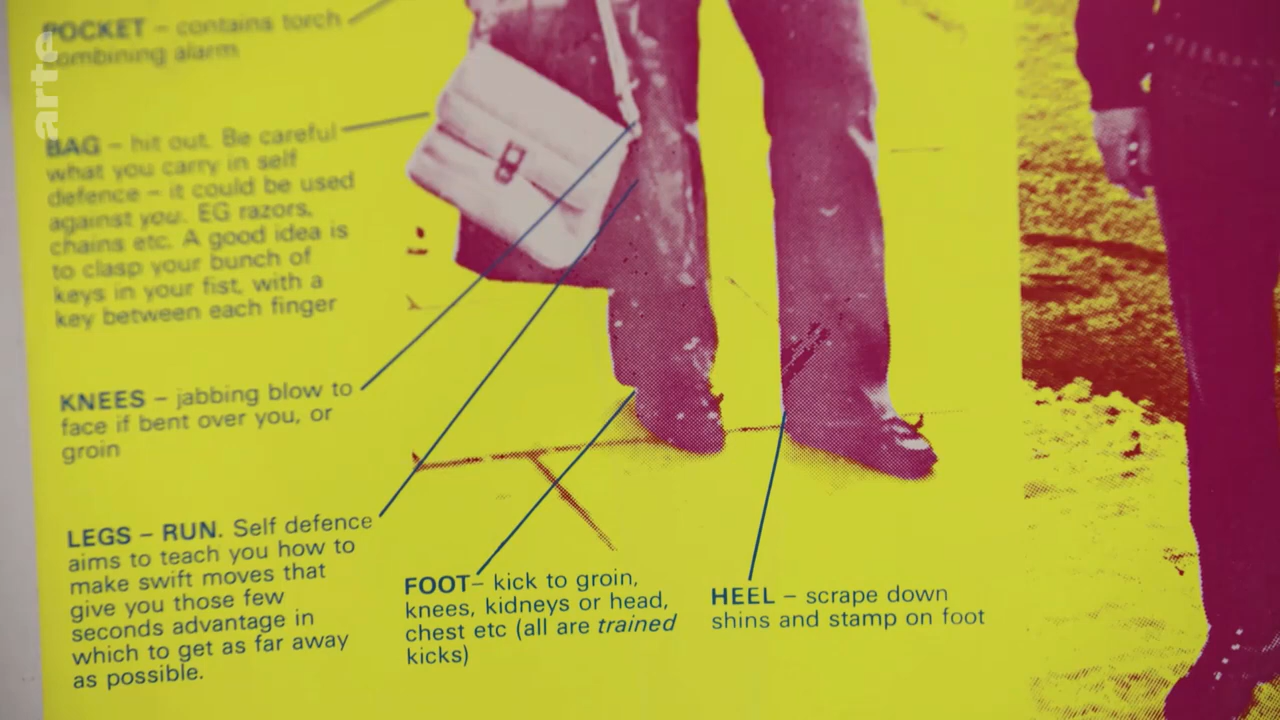 arte
POCKET – contains torch
combining alarm
BAG – hit out. Be careful
what you carry in self
defence – it could be used
against you. EG razors,
chains etc. A good idea is
to clasp your bunch of
keys in your fist, with a
key between each finger
KNEES – jabbing blow to
face if bent over you, or
groin
LEGS – RUN. Self defence
aims to teach you how to
make swift moves that
give you those few
seconds advantage in
which to get as far away
as possible.
FOOT– kick to groin,
knees, kidneys or head,
chest etc (all are trained
kicks)
HEEL – scrape down
shins and stamp on foot